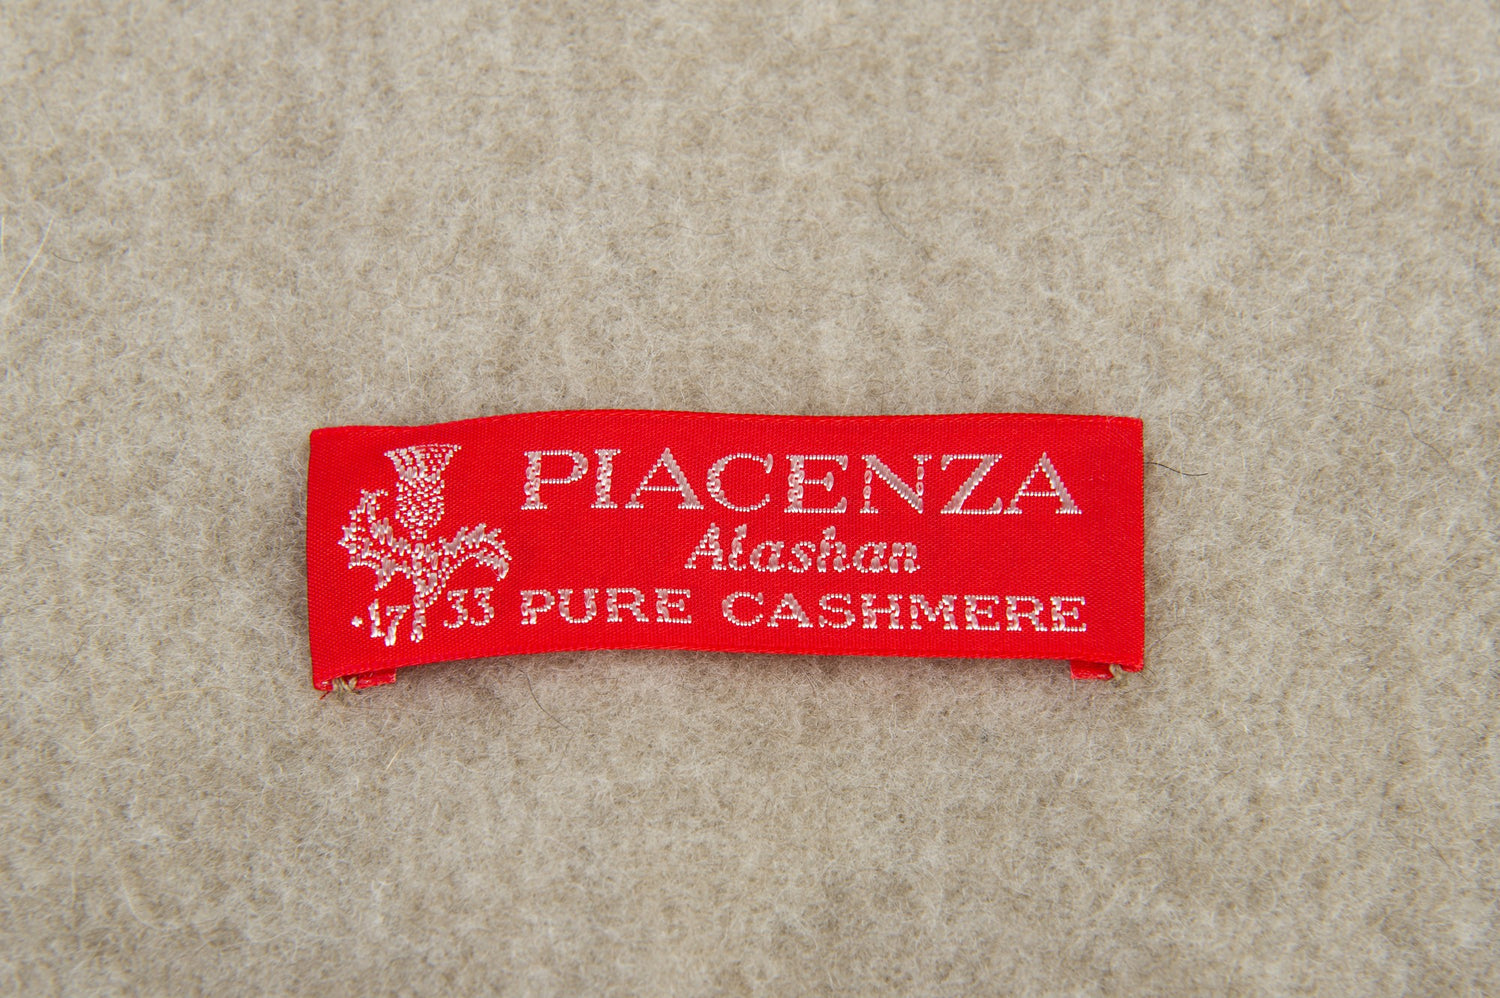 PIACENZA
Alashan
·1733 PURE CASHMERE